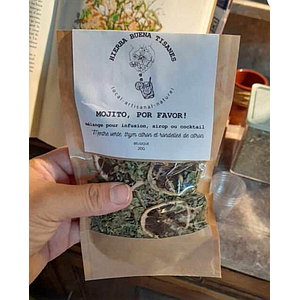 HIERBA BUENA TISANES
local·artisanal·naturel
MOJITO, POR FAVOR!
mélange pour infusion, sirop ou cocktail
Menthe verte, thym citron et rondelles de citron
20G